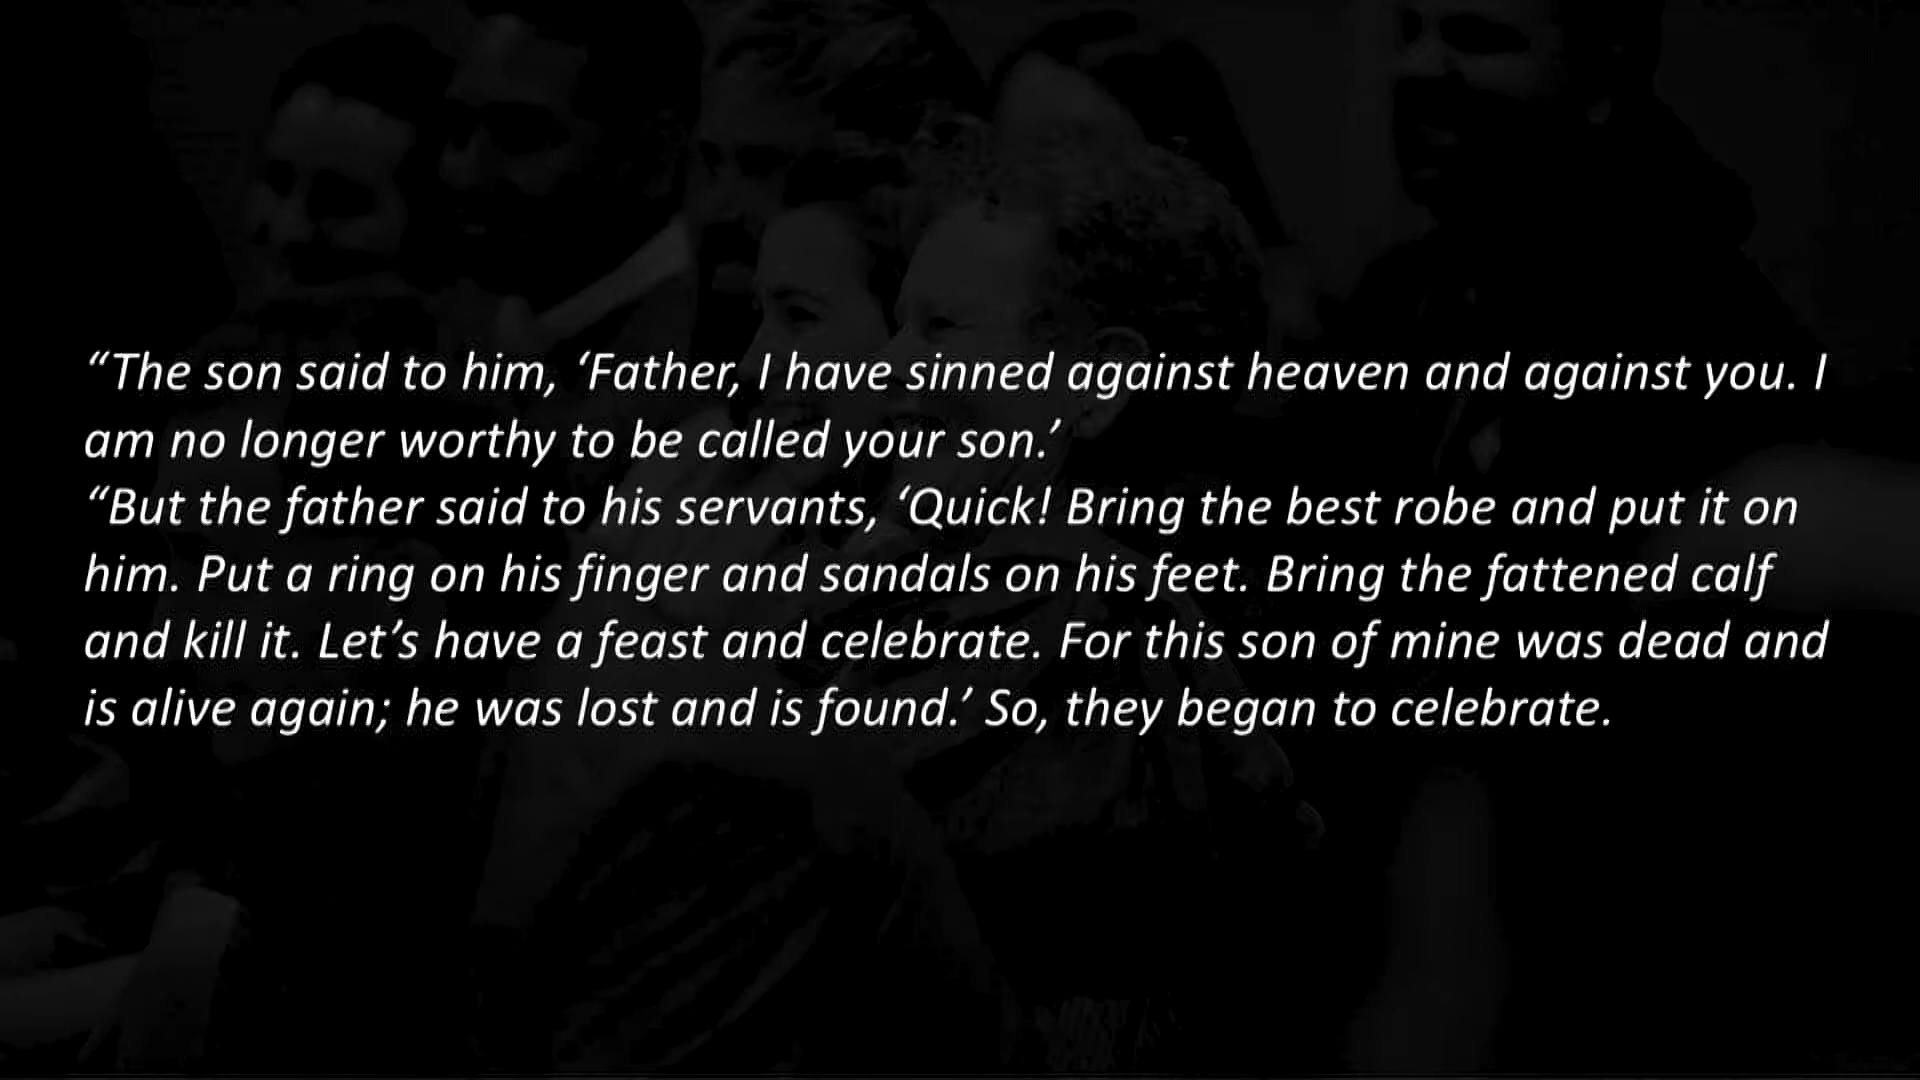 “The son said to him, ‘Father, I have sinned against heaven and against you. I
am no longer worthy to be called your son.’
“But the father said to his servants, ‘Quick! Bring the best robe and put it on
him. Put a ring on his finger and sandals on his feet. Bring the fattened calf
and kill it. Let’s have a feast and celebrate. For this son of mine was dead and
is alive again; he was lost and is found.’ So, they began to celebrate.